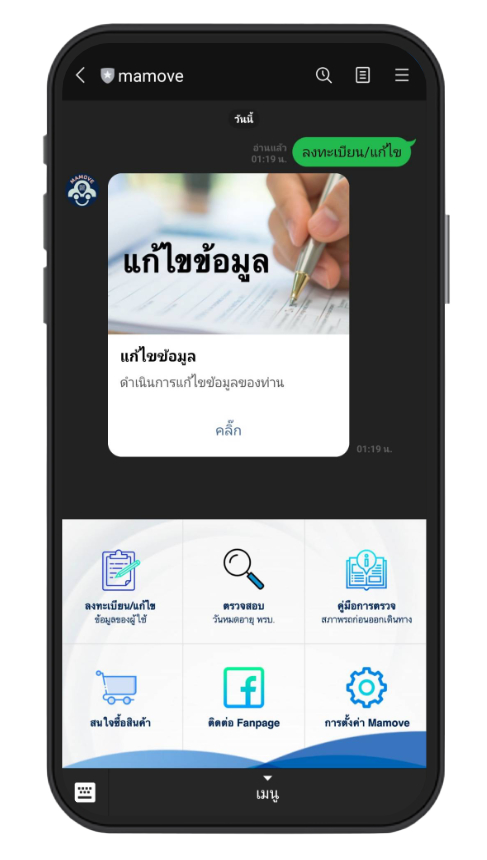 mamove
วันนี้
อ่านแล้ว
01:19 น.
ลงทะเบียน/แก้ไข
MAMOVE
แก้ไขข้อมูล
แก้ไขข้อมูล
ดำเนินการแก้ไขข้อมูลของท่าน
คลิ๊ก
01:19 น.
ลงทะเบียน/แก้ไข
ข้อมูลของผู้ใช้
ตรวจสอบ
วันหมดอายุ พรบ.
คู่มือการตรวจ
สภาพรถก่อนออกเดินทาง
สนใจซื้อสินค้า
ติดต่อ Fanpage
การตั้งค่า Mamove
เมนู